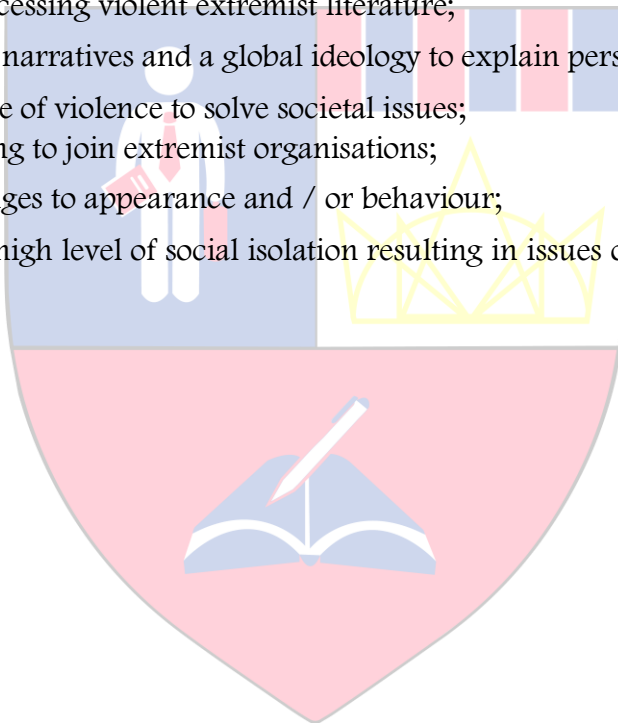 cessing violent extremist literature;
narratives and a global ideology to explain pers
e of violence to solve societal issues;
ng to join extremist organisations;
ges to appearance and / or behaviour;
high level of social isolation resulting in issues o